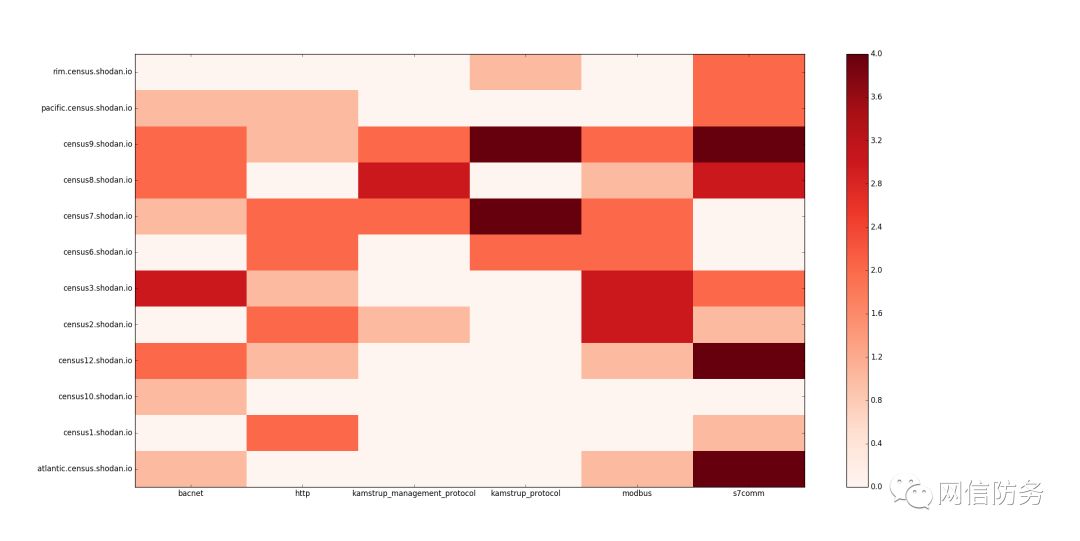 rim.census.shodan.io
pacific.census.shodan.io
census9.shodan.io
census8.shodan.io
census7.shodan.io
census6.shodan.io
census3.shodan.io
census2.shodan.io
census12.shodan.io
census10.shodan.io
census1.shodan.io
atlantic.census.shodan.io
bacnet http kamstrup_management_protocol kamstrup_protocol modbus s7comm
4.0
3.6
3.2
2.8
2.4
2.0
1.6
1.2
0.8
0.4
0.0
网信防务